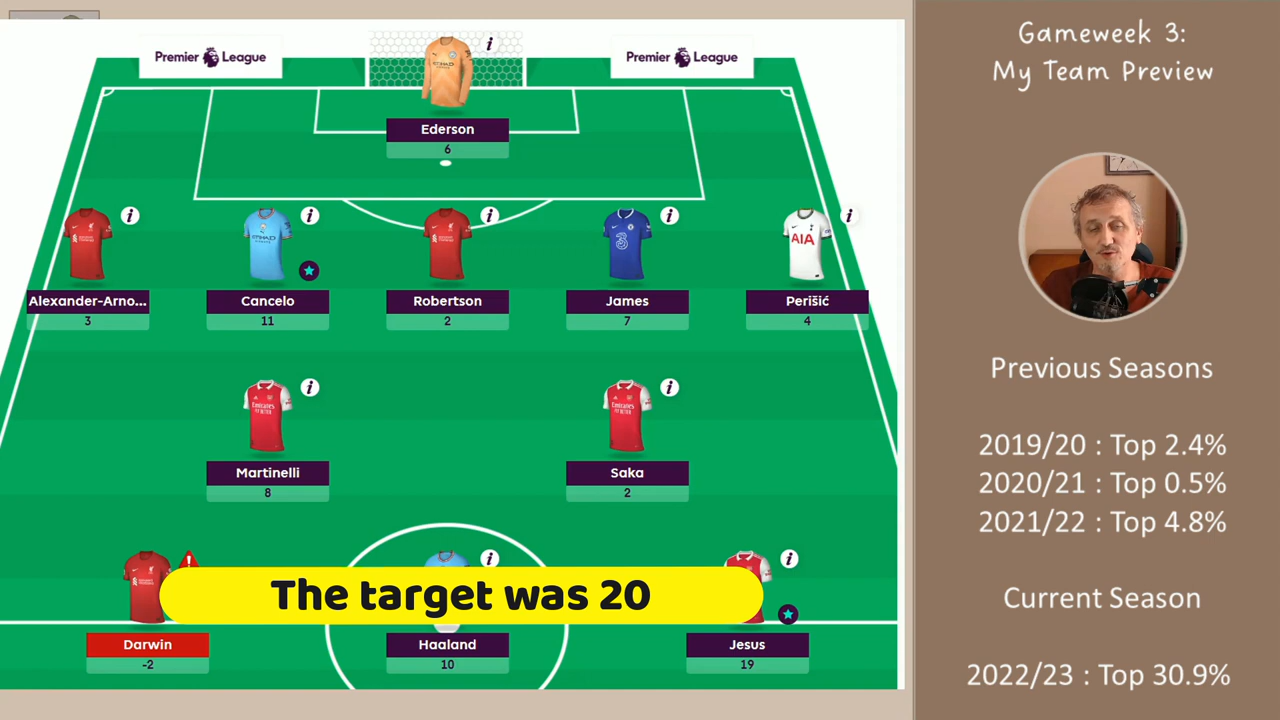 Gameweek 3:
My Team Preview
Premier League
Premier League
Ederson
6
Alexander-Arno...
3
Cancelo
11
Robertson
2
James
7
AIA
Perišić
4
Martinelli
8
Saka
2
The target was 20
Darwin
-2
Haaland
10
Jesus
19
Previous Seasons
2019/20 : Top 2.4%
2020/21 : Top 0.5%
2021/22 : Top 4.8%
Current Season
2022/23 : Top 30.9%